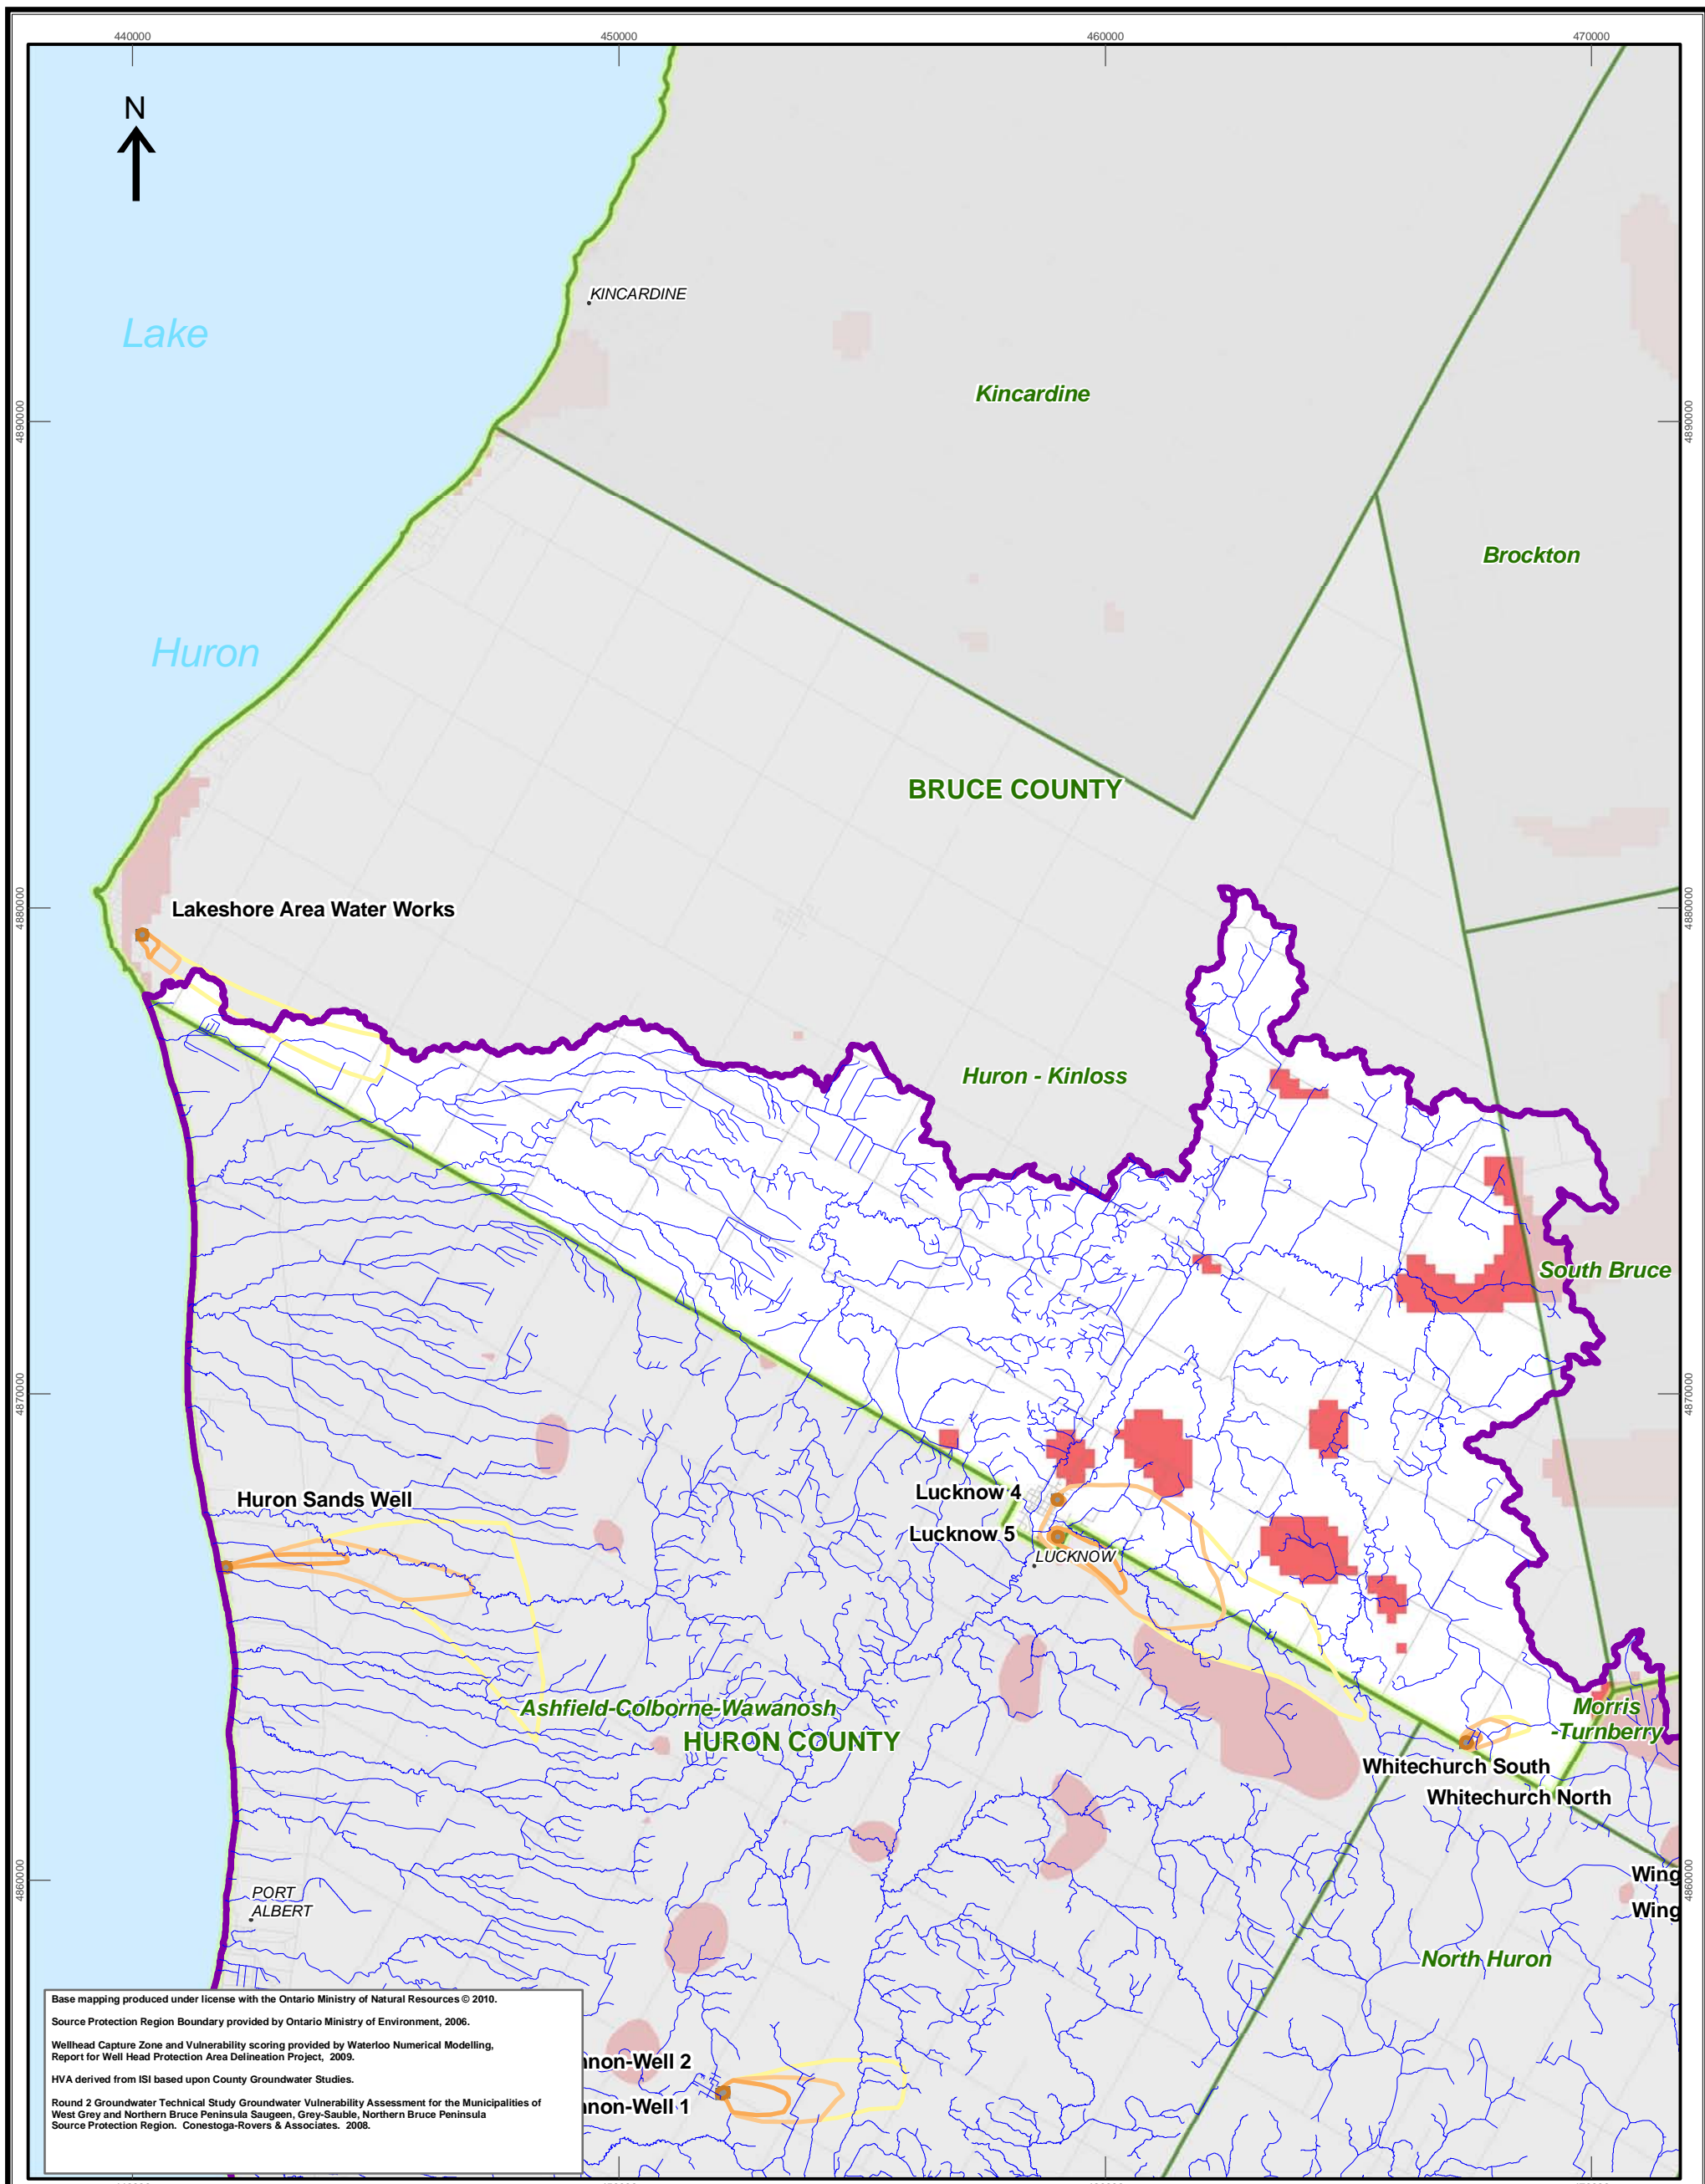 440000
450000
460000
470000
N
KINCARDINE
Lake
Kincardine
4890000
4890000
Brockton
Huron
BRUCE COUNTY
Lakeshore Area Water Works
4880000
4880000
Huron - Kinloss
South Bruce
4870000
4870000
Lucknow 4
Huron Sands Well
Lucknow 5
LUCKNOW
Ashfield-Colborne-Wawanosh
HURON COUNTY
Morris
-Turnberry
Whitechurch South
Whitechurch North
4860000
4860000
Wing
Wing
PORT
ALBERT
North Huron
Base mapping produced under license with the Ontario Ministry of Natural Resources © 2010.
Source Protection Region Boundary provided by Ontario Ministry of Environment, 2006.
Wellhead Capture Zone and Vulnerability scoring provided by Waterloo Numerical Modelling,
Report for Well Head Protection Area Delineation Project, 2009.
HVA derived from ISI based upon County Groundwater Studies.
Round 2 Groundwater Technical Study Groundwater Vulnerability Assessment for the Municipalities of
West Grey and Northern Bruce Peninsula Saugeen, Grey-Sauble, Northern Bruce Peninsula
Source Protection Region. Conestoga-Rovers & Associates. 2008.
nnon-Well 2
nnon-Well 1